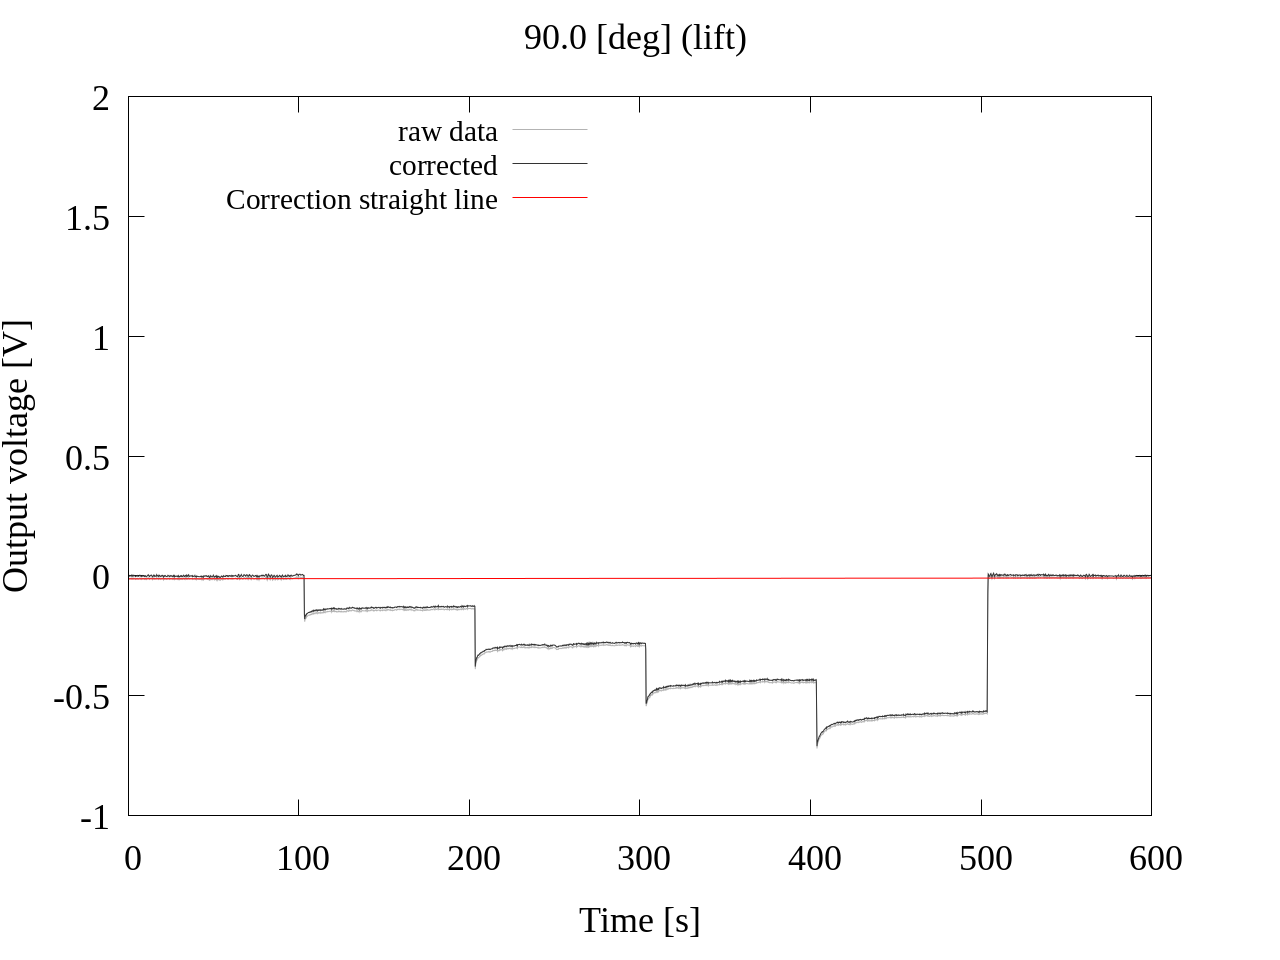 90.0 [deg] (lift)
2
raw data
corrected
Correction straight line
1.5
1
0.5
0
-0.5
-1
Output voltage [V]
0 100 200 300 400 500 600
Time [s]